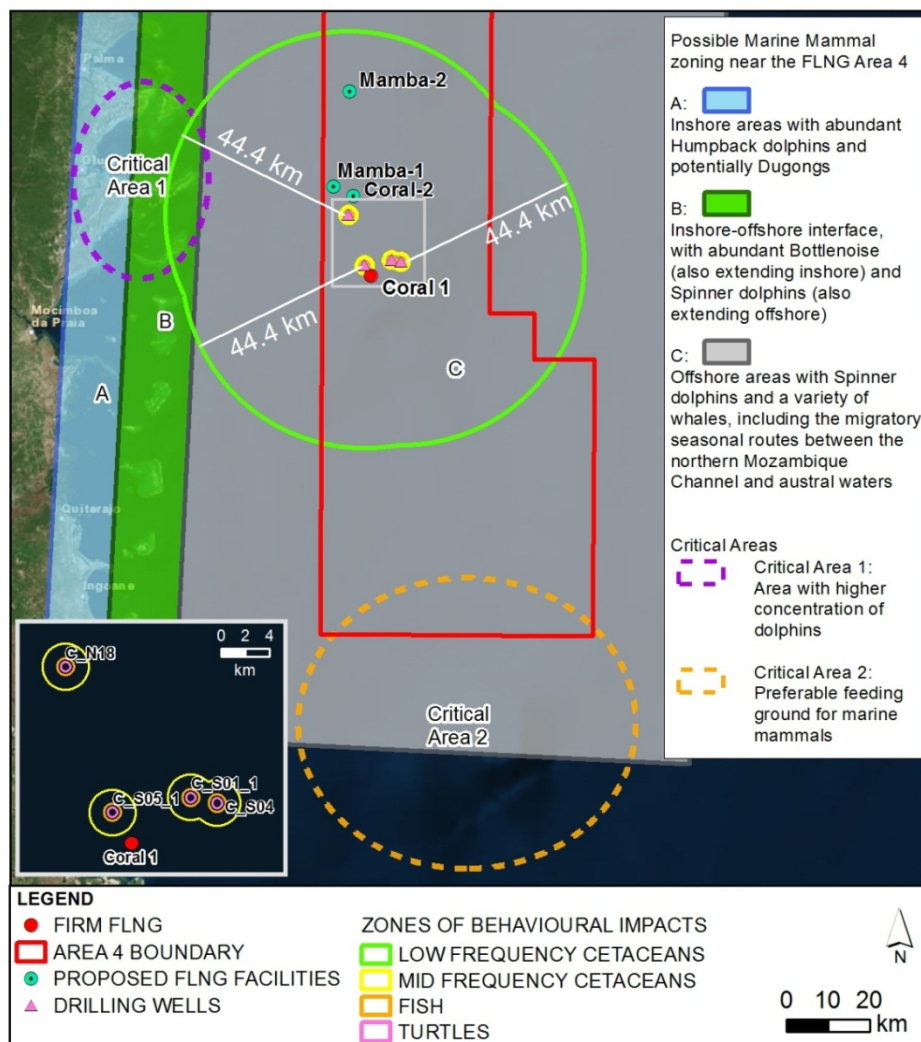 Palma
Mamba-2
44.4 km
Critical
Area 1
Mamba-1
Coral-2
44.4 km
Coral 1
44.4 km
Mocimboa
da Praia
B
A
C
Quiterajo
Ingoane
Critical
Area 2
0 2 4
km
C_N18
C_S05_1
C_S01_1
C_S04
Coral 1
Possible Marine Mammal
zoning near the FLNG Area 4
A:
Inshore areas with abundant
Humpback dolphins and
potentially Dugongs
B:
Inshore-offshore interface,
with abundant Bottlenoise
(also extending inshore) and
Spinner dolphins (also
extending offshore)
C:
Offshore areas with Spinner
dolphins and a variety of
whales, including the migratory
seasonal routes between the
northern Mozambique
Channel and austral waters
Critical Areas
Critical Area 1:
Area with higher
concentration of
dolphins
Critical Area 2:
Preferable feeding
ground for marine
mammals
LEGEND
FIRM FLNG
AREA 4 BOUNDARY
PROPOSED FLNG FACILITIES
DRILLING WELLS
ZONES OF BEHAVIOURAL IMPACTS
LOW FREQUENCY CETACEANS
MID FREQUENCY CETACEANS
FISH
TURTLES
N
0 10 20
km